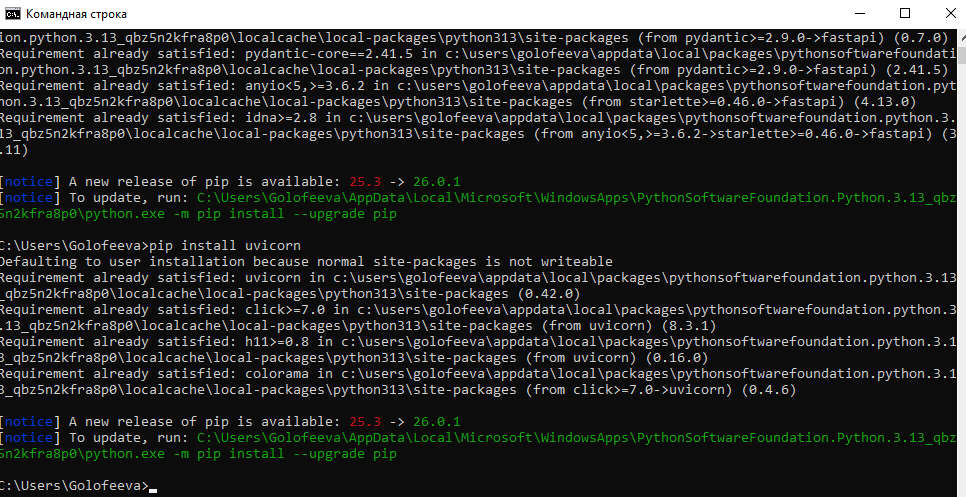 Командная строка
ion.python.3.13_qbz5n2kfra8p0\localcache\local-packages\python313\site-packages (from pydantic>=2.9.0->fastapi) (0.7.0)
Requirement already satisfied: pydantic-core==2.41.5 in c:\users\golofeeva\appdata\local\packages\pythonsoftwarefoundati
on.python.3.13_qbz5n2kfra8p0\localcache\local-packages\python313\site-packages (from pydantic>=2.9.0->fastapi) (2.41.5)
Requirement already satisfied: anyio<5,>=3.6.2 in c:\users\golofeeva\appdata\local\packages\pythonsoftwarefoundation.pyt
hon.3.13_qbz5n2kfra8p0\localcache\local-packages\python313\site-packages (from starlette>=0.46.0->fastapi) (4.13.0)
Requirement already satisfied: idna>=2.8 in c:\users\golofeeva\appdata\local\packages\pythonsoftwarefoundation.python.3.
13_qbz5n2kfra8p0\localcache\local-packages\python313\site-packages (from anyio<5,>=3.6.2->starlette>=0.46.0->fastapi) (3
.11)
[notice] A new release of pip is available: 25.3 -> 26.0.1
[notice] To update, run: C:\Users\Golofeeva\AppData\Local\Microsoft\WindowsApps\PythonSoftwareFoundation.Python.3.13_qbz
5n2kfra8p0\python.exe -m pip install --upgrade pip
C:\Users\Golofeeva>pip install uvicorn
Defaulting to user installation because normal site-packages is not writeable
Requirement already satisfied: uvicorn in c:\users\golofeeva\appdata\local\packages\pythonsoftwarefoundation.python.3.13
_qbz5n2kfra8p0\localcache\local-packages\python313\site-packages (0.42.0)
Requirement already satisfied: click>=7.0 in c:\users\golofeeva\appdata\local\packages\pythonsoftwarefoundation.python.3
.13_qbz5n2kfra8p0\localcache\local-packages\python313\site-packages (from uvicorn) (8.3.1)
Requirement already satisfied: h11>=0.8 in c:\users\golofeeva\appdata\local\packages\pythonsoftwarefoundation.python.3.1
3_qbz5n2kfra8p0\localcache\local-packages\python313\site-packages (from uvicorn) (0.16.0)
Requirement already satisfied: colorama in c:\users\golofeeva\appdata\local\packages\pythonsoftwarefoundation.python.3.1
3_qbz5n2kfra8p0\localcache\local-packages\python313\site-packages (from click>=7.0->uvicorn) (0.4.6)
[notice] A new release of pip is available: 25.3 -> 26.0.1
[notice] To update, run: C:\Users\Golofeeva\AppData\Local\Microsoft\WindowsApps\PythonSoftwareFoundation.Python.3.13_qbz
5n2kfra8p0\python.exe -m pip install --upgrade pip
C:\Users\Golofeeva>